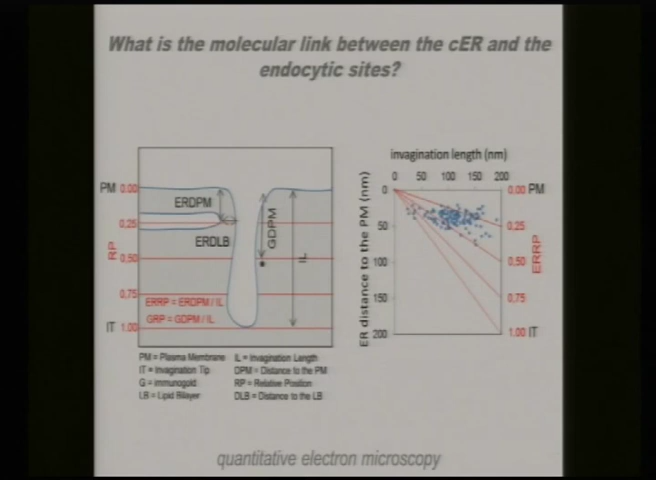 What is the molecular link between the cER and the
endocytic sites?
invagination length (nm)
0 50 100 150 200
PM 0.00
ERDPM
0,25
ERDLB
GDPM
RP
0,50
IL
0,75
ERRP = ERDPM / IL
GRP = GDPM / IL
IT 1.00
ER distance to the PM (nm)
0
50
100
150
200
0.00 PM
0.25
0.50
0.75
1.00 IT
ERRP
PM = Plasma Membrane IL = Invagination Length
IT = Invagination Tip DPM = Distance to the PM
G = Immunogold RP = Relative Position
LB = Lipid Bilayer DLB = Distance to the LB
quantitative electron microscopy